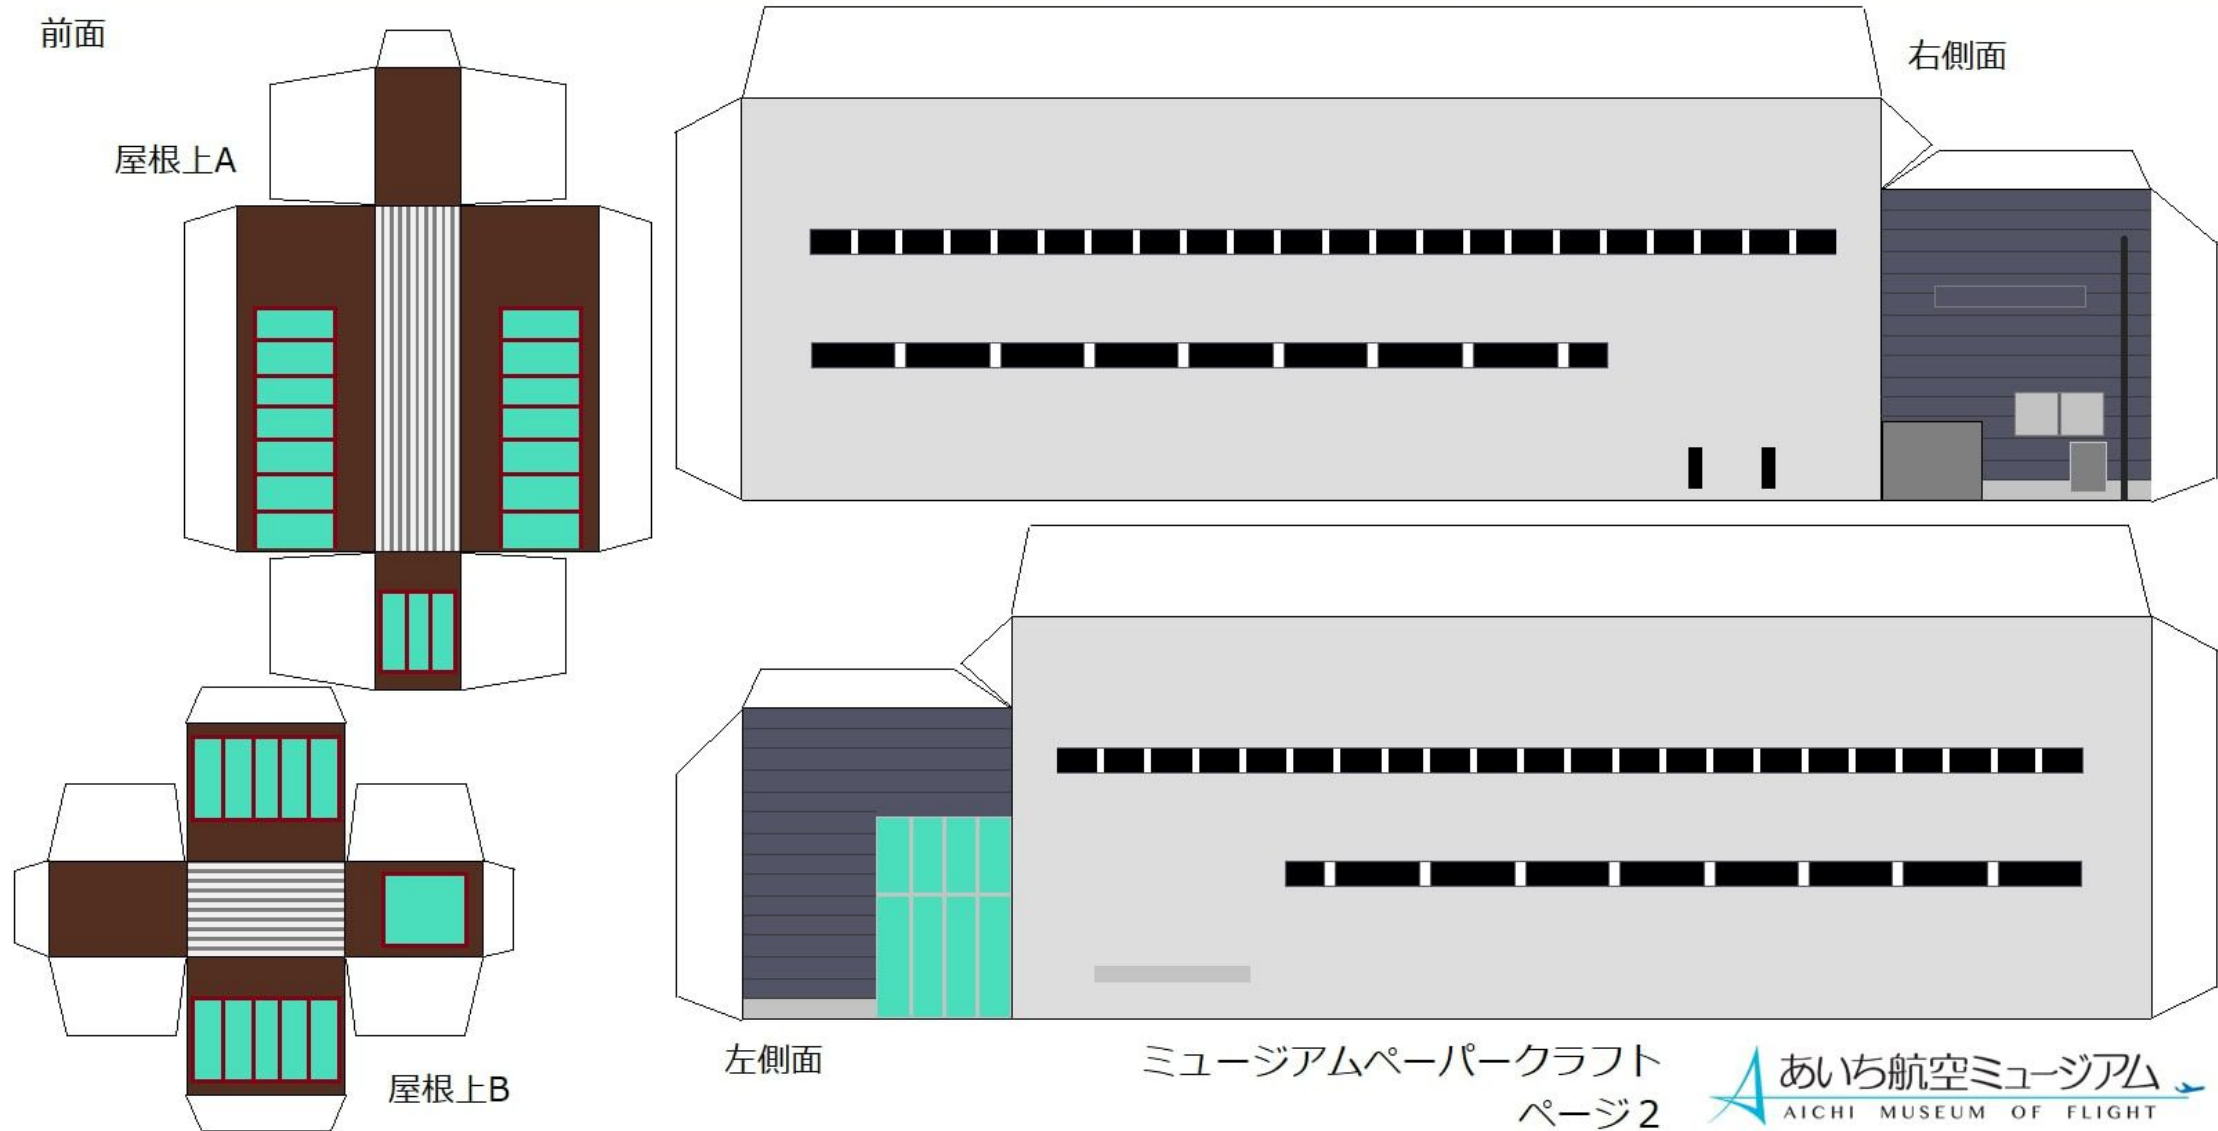 前面
右側面
屋根上A
屋根上B
左側面
ミュージアムペーパークラフト
ページ2
あいち航空ミュージアム
AICHI MUSEUM OF FLIGHT